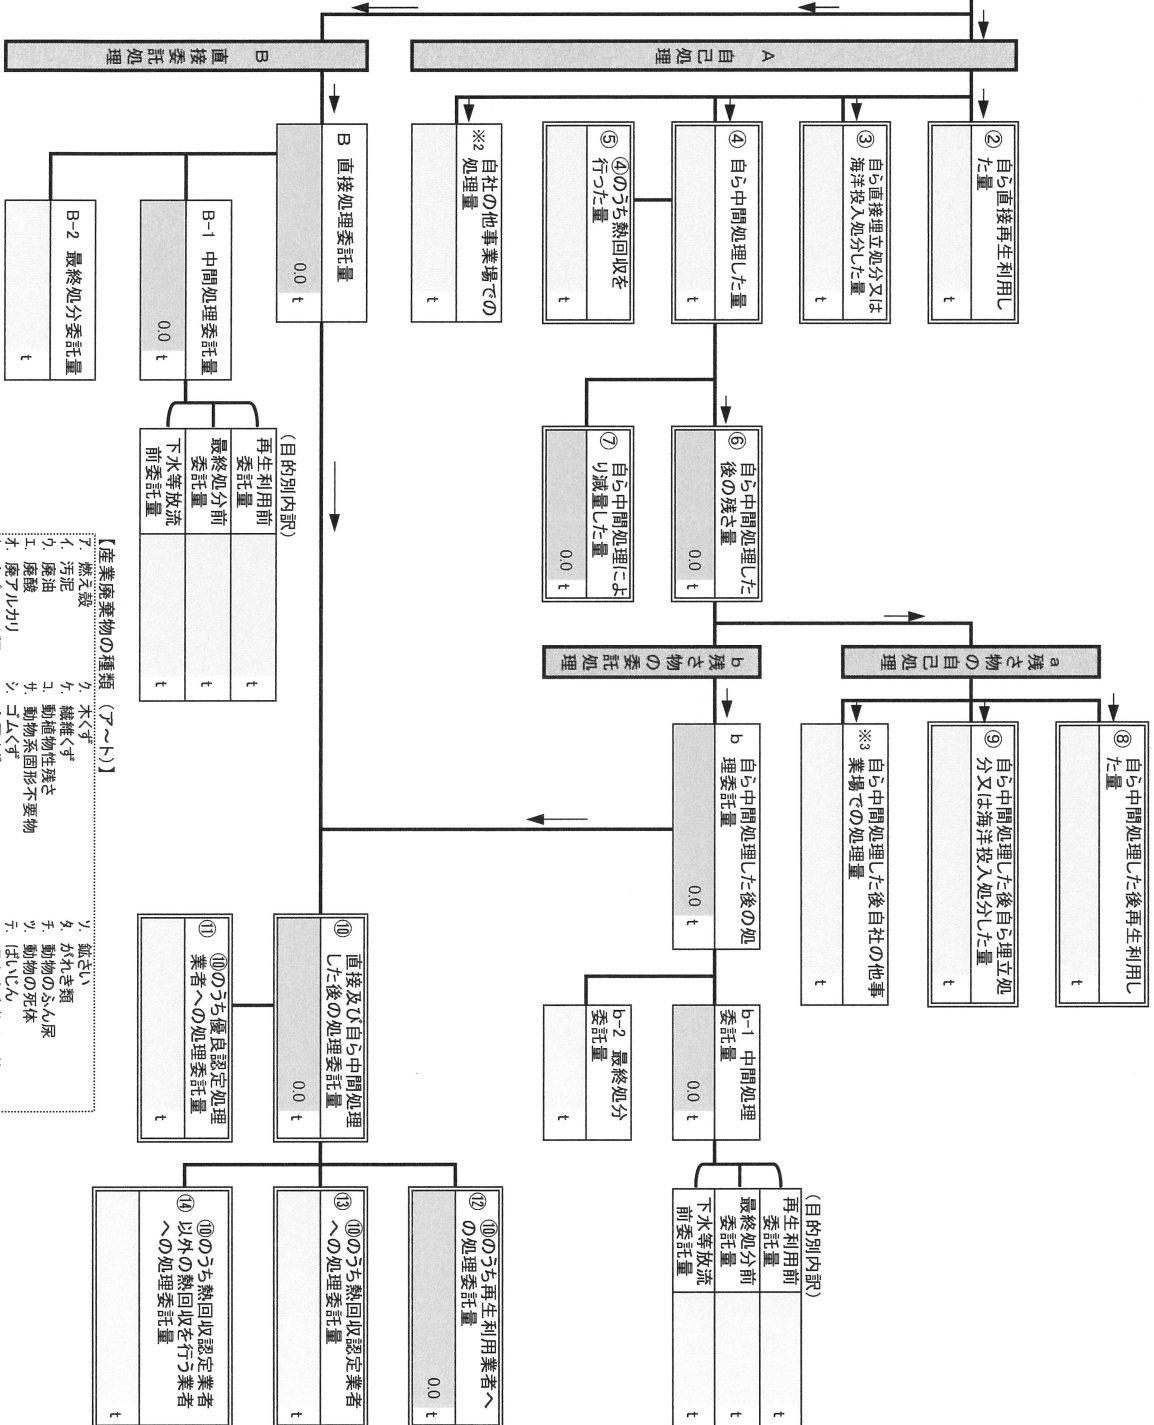 A　自己処理
② 自ら直接再生利用し
た量
t
③ 自ら直接埋立処分又は
海洋投入処分した量
t
④ 自ら中間処理した量
t
⑤ ④のうち熱回収を
行った量
t
※2 自社の他事業場での
処理量
t
⑥ 自ら中間処理した
後の残さ量
0.0 t
⑦ 自ら中間処理によ
り減量した量
0.0 t
a 残さ物の自己処理
⑧ 自ら中間処理した後再生利用し
た量
t
⑨ 自ら中間処理した後自ら埋立処
分又は海洋投入処分した量
t
※3 自ら中間処理した後自社の他事
業場での処理量
t
b 残さ物の委託処理
b 自ら中間処理した後の処
理委託量
0.0 t
b-1 中間処理
委託量
0.0 t
b-2 最終処分
委託量
t
(目的別内訳)
再生利用前
委託量
t
最終処分前
委託量
t
下水等放流
前委託量
t
B　直接委託処理
B 直接処理委託量
0.0 t
B-1 中間処理委託量
0.0 t
B-2 最終処分委託量
t
(目的別内訳)
再生利用前
委託量
t
最終処分前
委託量
t
下水等放流
前委託量
t
⑩ 直接及び自ら中間処理
した後の処理委託量
0.0 t
⑪ ⑩のうち優良認定処理
業者への処理委託量
t
⑫ ⑩のうち再生利用業者へ
の処理委託量
0.0 t
⑬ ⑩のうち熱回収認定業者
への処理委託量
t
⑭ ⑩のうち熱回収認定業者
以外の熱回収を行う業者
への処理委託量
t
【産業廃棄物の種類 （ア～ト）】
ア. 燃え殻
イ. 汚泥
ウ. 廃油
エ. 廃酸
オ. 廃アルカリ
ク. 木くず
ケ. 繊維くず
コ. 動植物性残さ
サ. 動物系固形不要物
シ. ゴムくず
ソ. 鉱さい
タ. がれき類
チ. 動物のふん尿
ツ. 動物の死体
テ. ばいじん